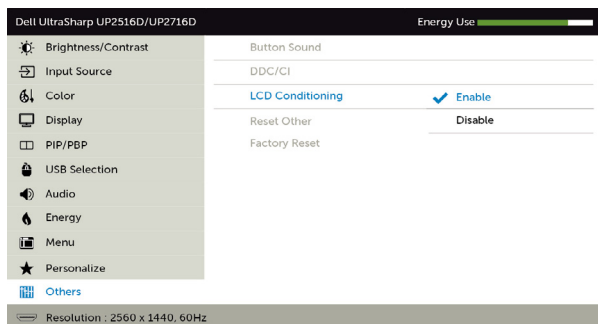 Dell UltraSharp UP2516D/UP2716D
Energy Use
Brightness/Contrast
Button Sound
Input Source
DDC/CI
Color
LCD Conditioning
Enable
Display
Reset Other
Disable
PIP/PBP
Factory Reset
USB Selection
Audio
Energy
Menu
Personalize
Others
Resolution : 2560 x 1440, 60Hz